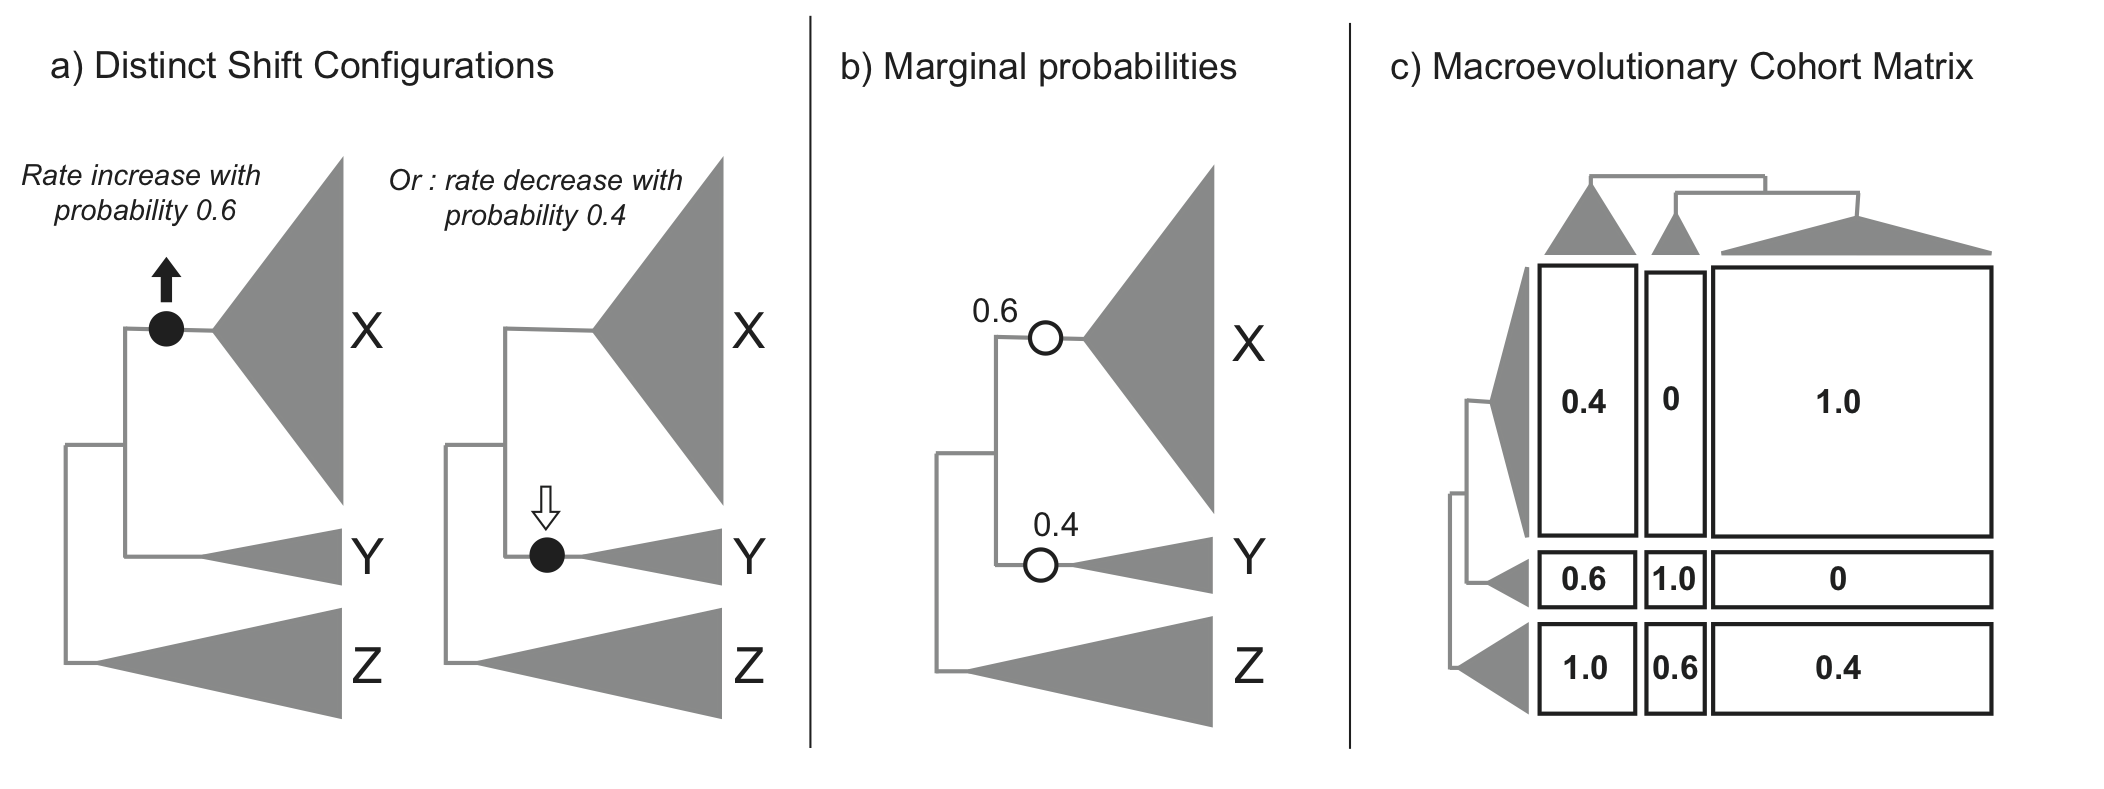 a) Distinct Shift Configurations
Rate increase with
probability 0.6
Or : rate decrease with
probability 0.4
X
X
Y
Y
Z
Z
b) Marginal probabilities
0.6
X
0.4
Y
Z
c) Macroevolutionary Cohort Matrix
0.4 0 1.0
0.6 1.0 0
1.0 0.6 0.4